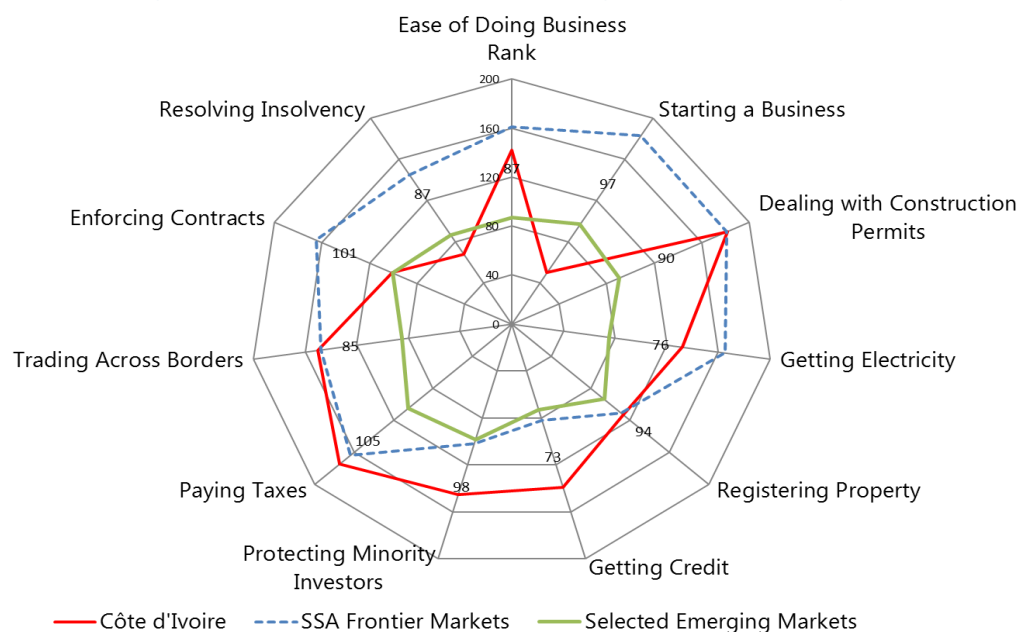 Ease of Doing Business
Rank
200
Resolving Insolvency
Starting a Business
160
120
87
97
87
Dealing with Construction
Permits
Enforcing Contracts
80
101
90
40
0
Trading Across Borders
85
76
Getting Electricity
105
94
73
Paying Taxes
98
Registering Property
Protecting Minority
Investors
Getting Credit
Côte d'Ivoire
SSA Frontier Markets
Selected Emerging Markets